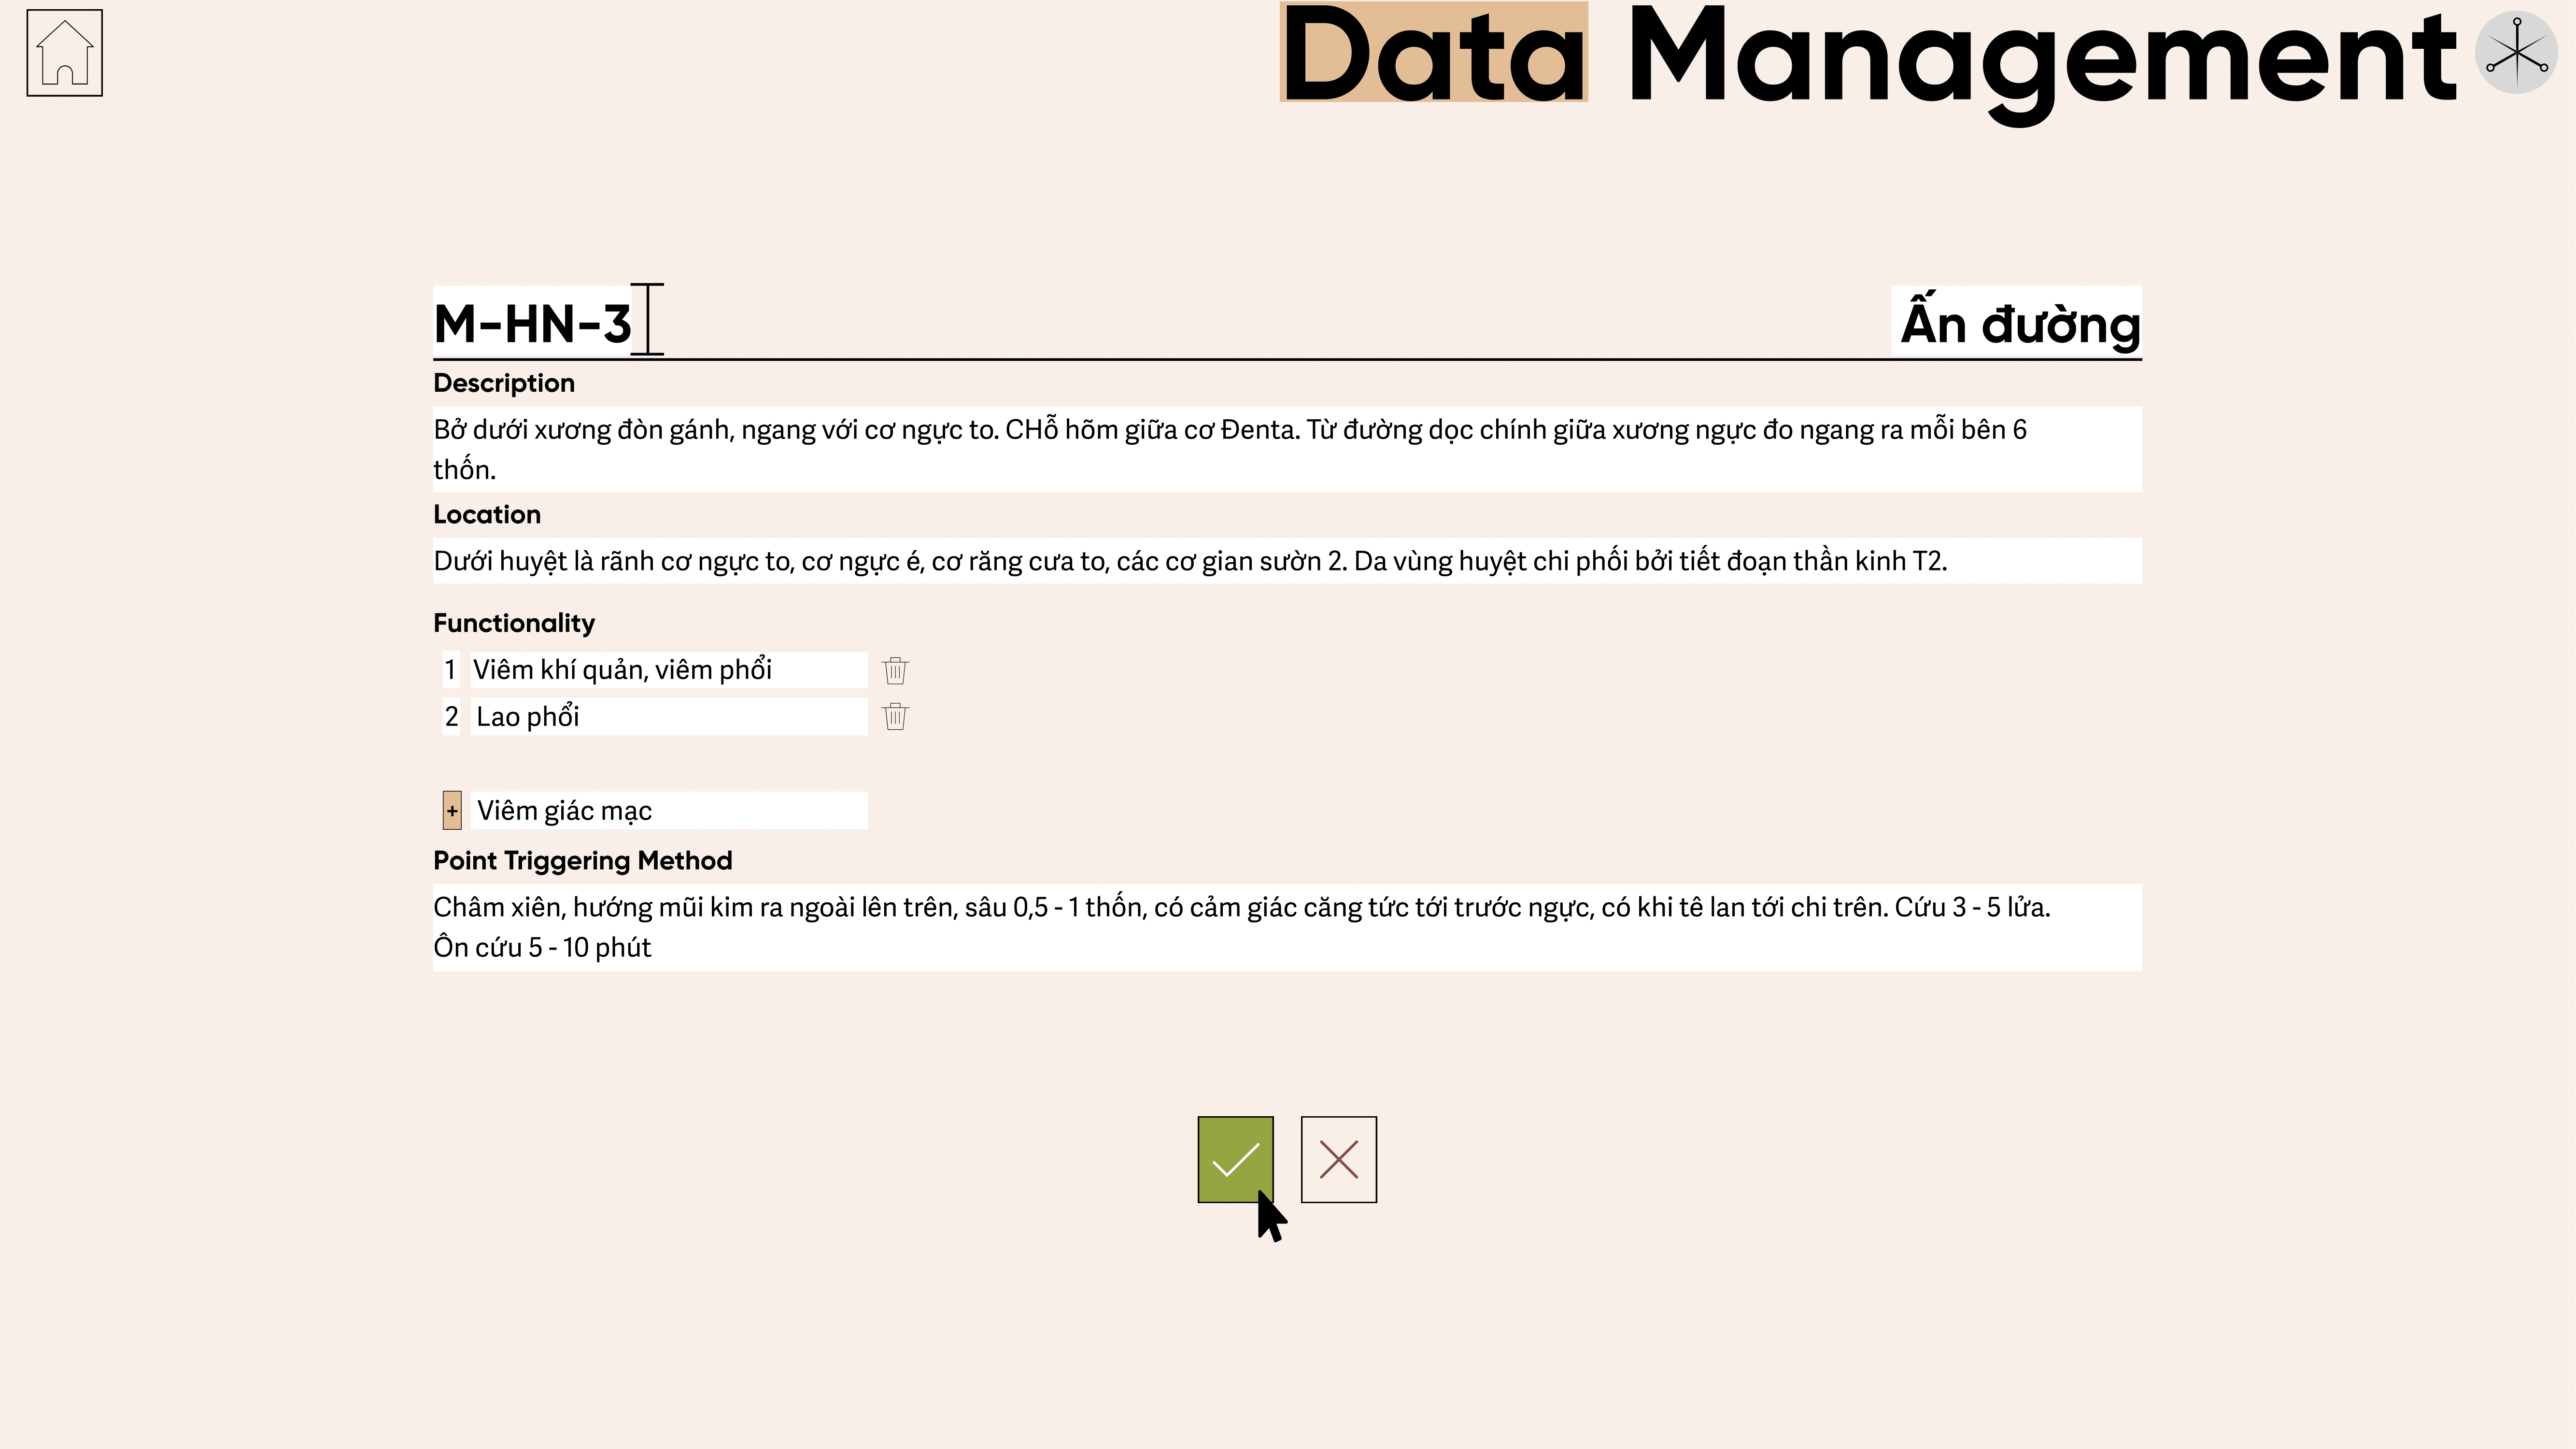 Data Management
M-HN-3
Ấn đường
Description
Bở dưới xương đòn gánh, ngang với cơ ngực to. CHỗ hõm giữa cơ Đenta. Từ đường dọc chính giữa xương ngực đo ngang ra mỗi bên 6
thốn.
Location
Dưới huyệt là rãnh cơ ngực to, cơ ngực é, cơ răng cưa to, các cơ gian sườn 2. Da vùng huyệt chi phối bởi tiết đoạn thần kinh T2.
Functionality
1 Viêm khí quản, viêm phổi
2 Lao phổi
+ Viêm giác mạc
Point Triggering Method
Châm xiên, hướng mũi kim ra ngoài lên trên, sâu 0,5 - 1 thốn, có cảm giác căng tức tới trước ngực, có khi tê lan tới chi trên. Cứu 3 - 5 lửa.
Ôn cứu 5 - 10 phút